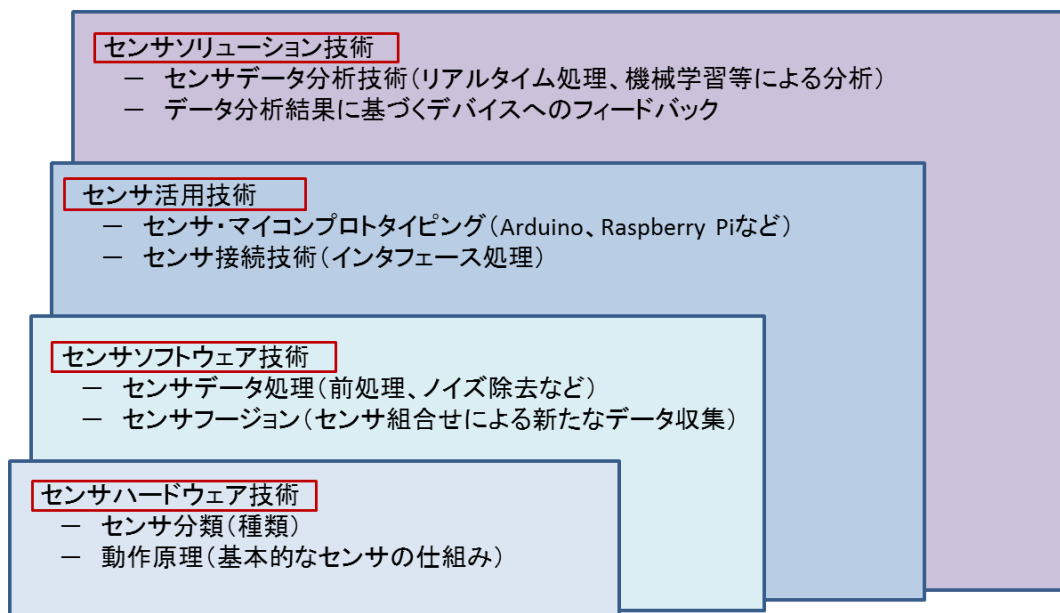 センサソリューション技術
－ センサデータ分析技術（リアルタイム処理、機械学習等による分析）
－ データ分析結果に基づくデバイスへのフィードバック
センサ活用技術
－ センサ・マイコンプロトタイピング（Arduino、Raspberry Piなど）
－ センサ接続技術（インタフェース処理）
センサソフトウェア技術
－ センサデータ処理（前処理、ノイズ除去など）
－ センサフージョン（センサ組合せによる新たなデータ収集）
センサハードウェア技術
－ センサ分類（種類）
－ 動作原理（基本的なセンサの仕組み）